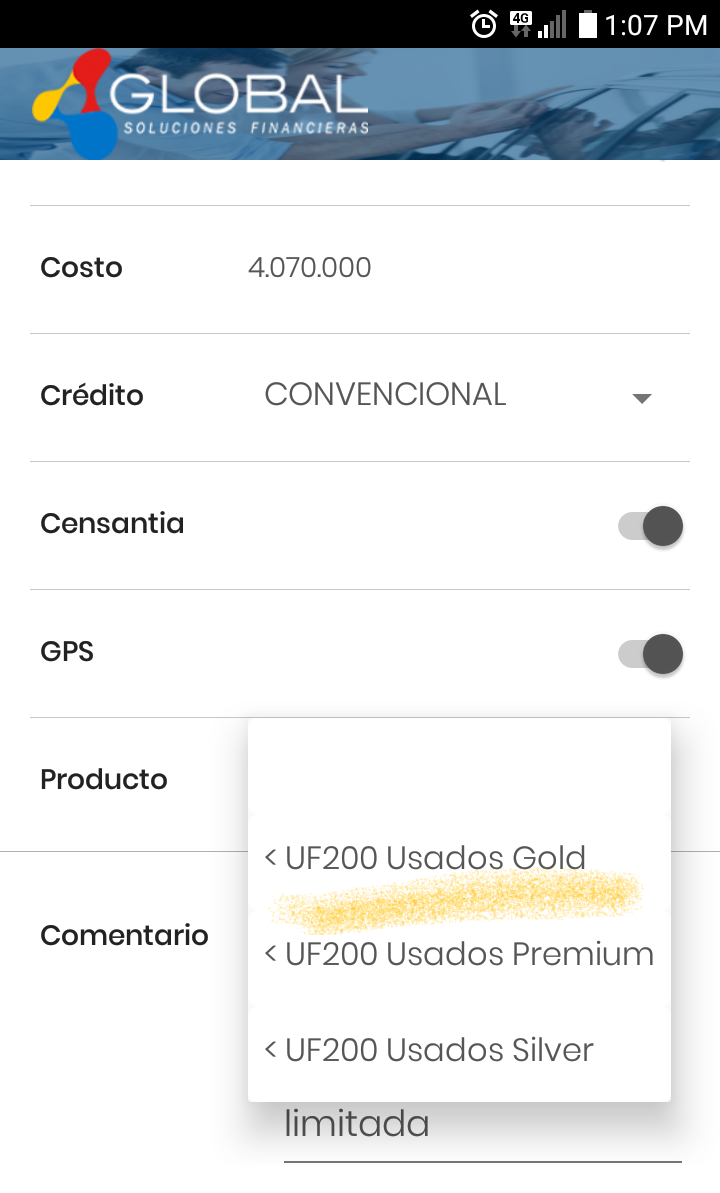 4G 1:07 PM
GLOBAL
SOLUCIONES FINANCIERAS
Costo 4.070.000
Crédito CONVENCIONAL
Censantia
GPS
Producto
< UF200 Usados Gold
Comentario
< UF200 Usados Premium
< UF200 Usados Silver
limitada